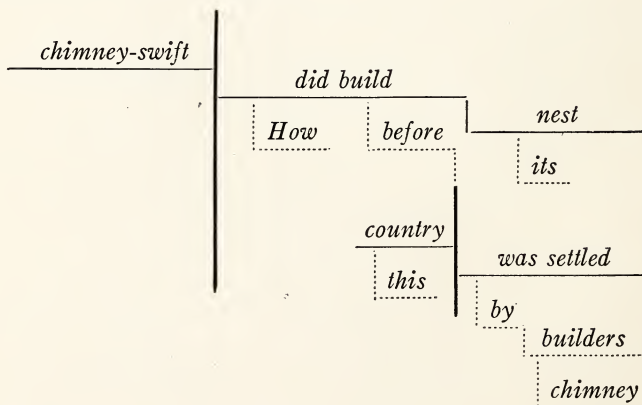 chimney-swift
did build
nest
How
before
its
country
was settled
this
by
builders
chimney